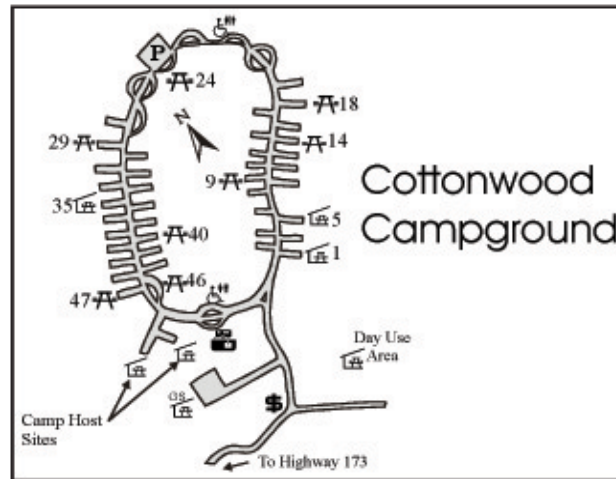 P
24
18
N
29
14
9
Cottonwood
Campground
35
5
40
1
46
47
Day Use
Area
GS
$
Camp Host
Sites
To Highway 173